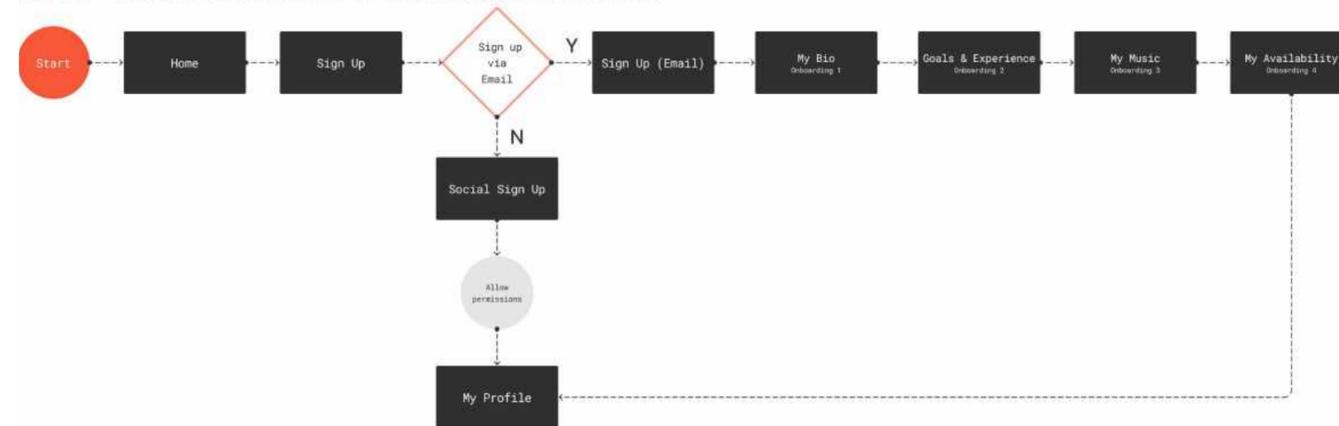 Start
Home
Sign Up
Sign up
via
Email
Y
Sign Up (Email)
My Bio
Onboarding 1
Goals & Experience
Onboarding 2
My Music
Onboarding 3
My Availability
Onboarding 4
N
Social Sign Up
Allow
permissions
My Profile